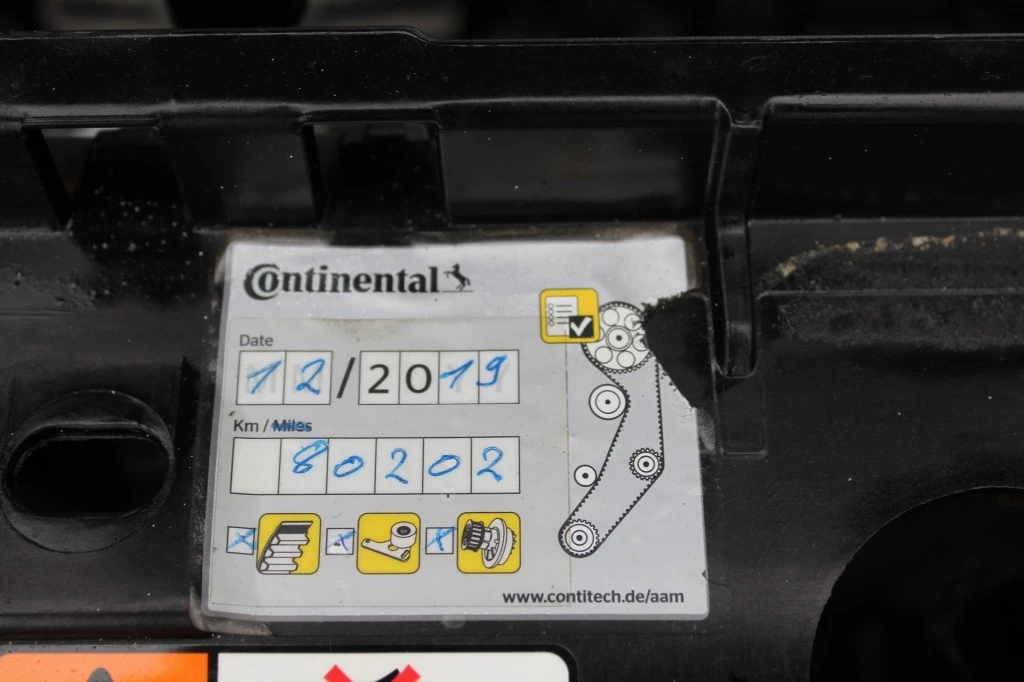 Continental
Date
12/2019
Km / Miles
80202
www.contitech.de/aam